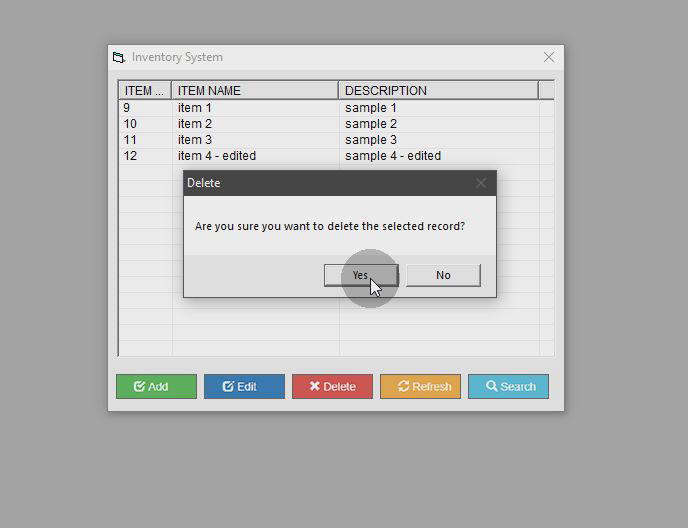 Inventory System
ITEM ... ITEM NAME DESCRIPTION
9 item 1 sample 1
10 item 2 sample 2
11 item 3 sample 3
12 item 4 - edited sample 4 - edited
Delete
Are you sure you want to delete the selected record?
Yes No
Add Edit Delete Refresh Search